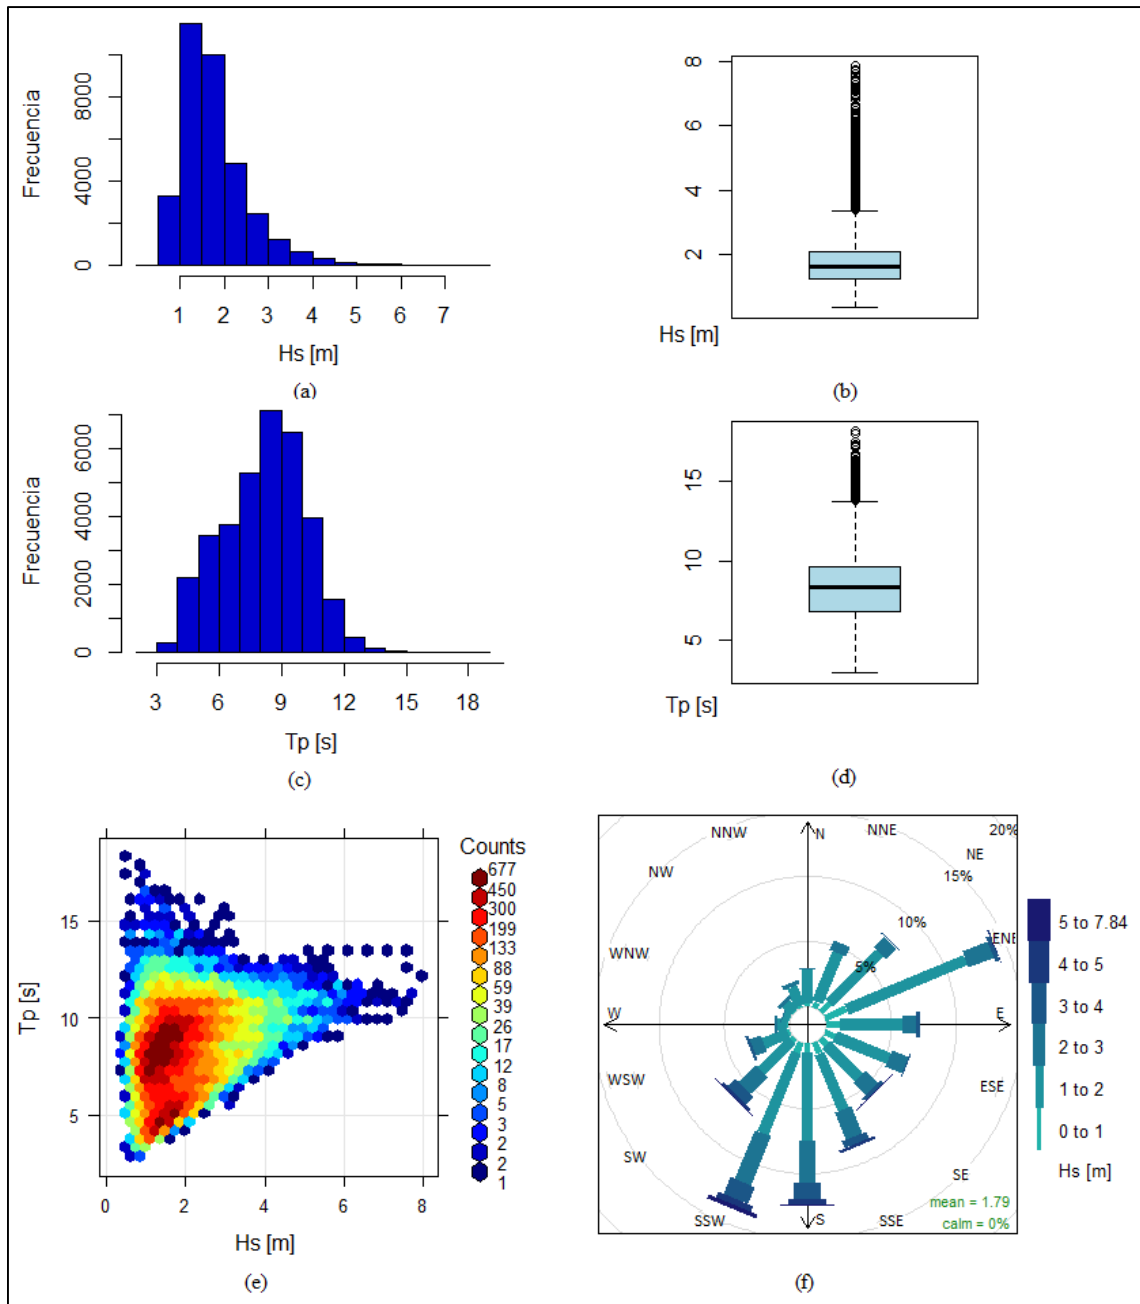 Frecuencia
8000
4000
0
1 2 3 4 5 6 7
Hs [m]
(a)
8
6
4
2
Hs [m]
(b)
Frecuencia
6000
4000
2000
0
3 6 9 12 15 18
Tp [s]
(c)
15
10
5
Tp [s]
(d)
Tp [s]
15
10
5
0 2 4 6 8
Hs [m]
(e)
Counts
677
450
300
199
133
88
59
39
26
17
12
8
5
3
2
2
1
NNW
N
NNE
20%
NW
NE
15%
10%
WNW
ENE
5%
W
E
WSW
ESE
SW
SE
SSW
S
SSE
mean = 1.79
calm = 0%
5 to 7.84
4 to 5
3 to 4
2 to 3
1 to 2
0 to 1
Hs [m]
(f)